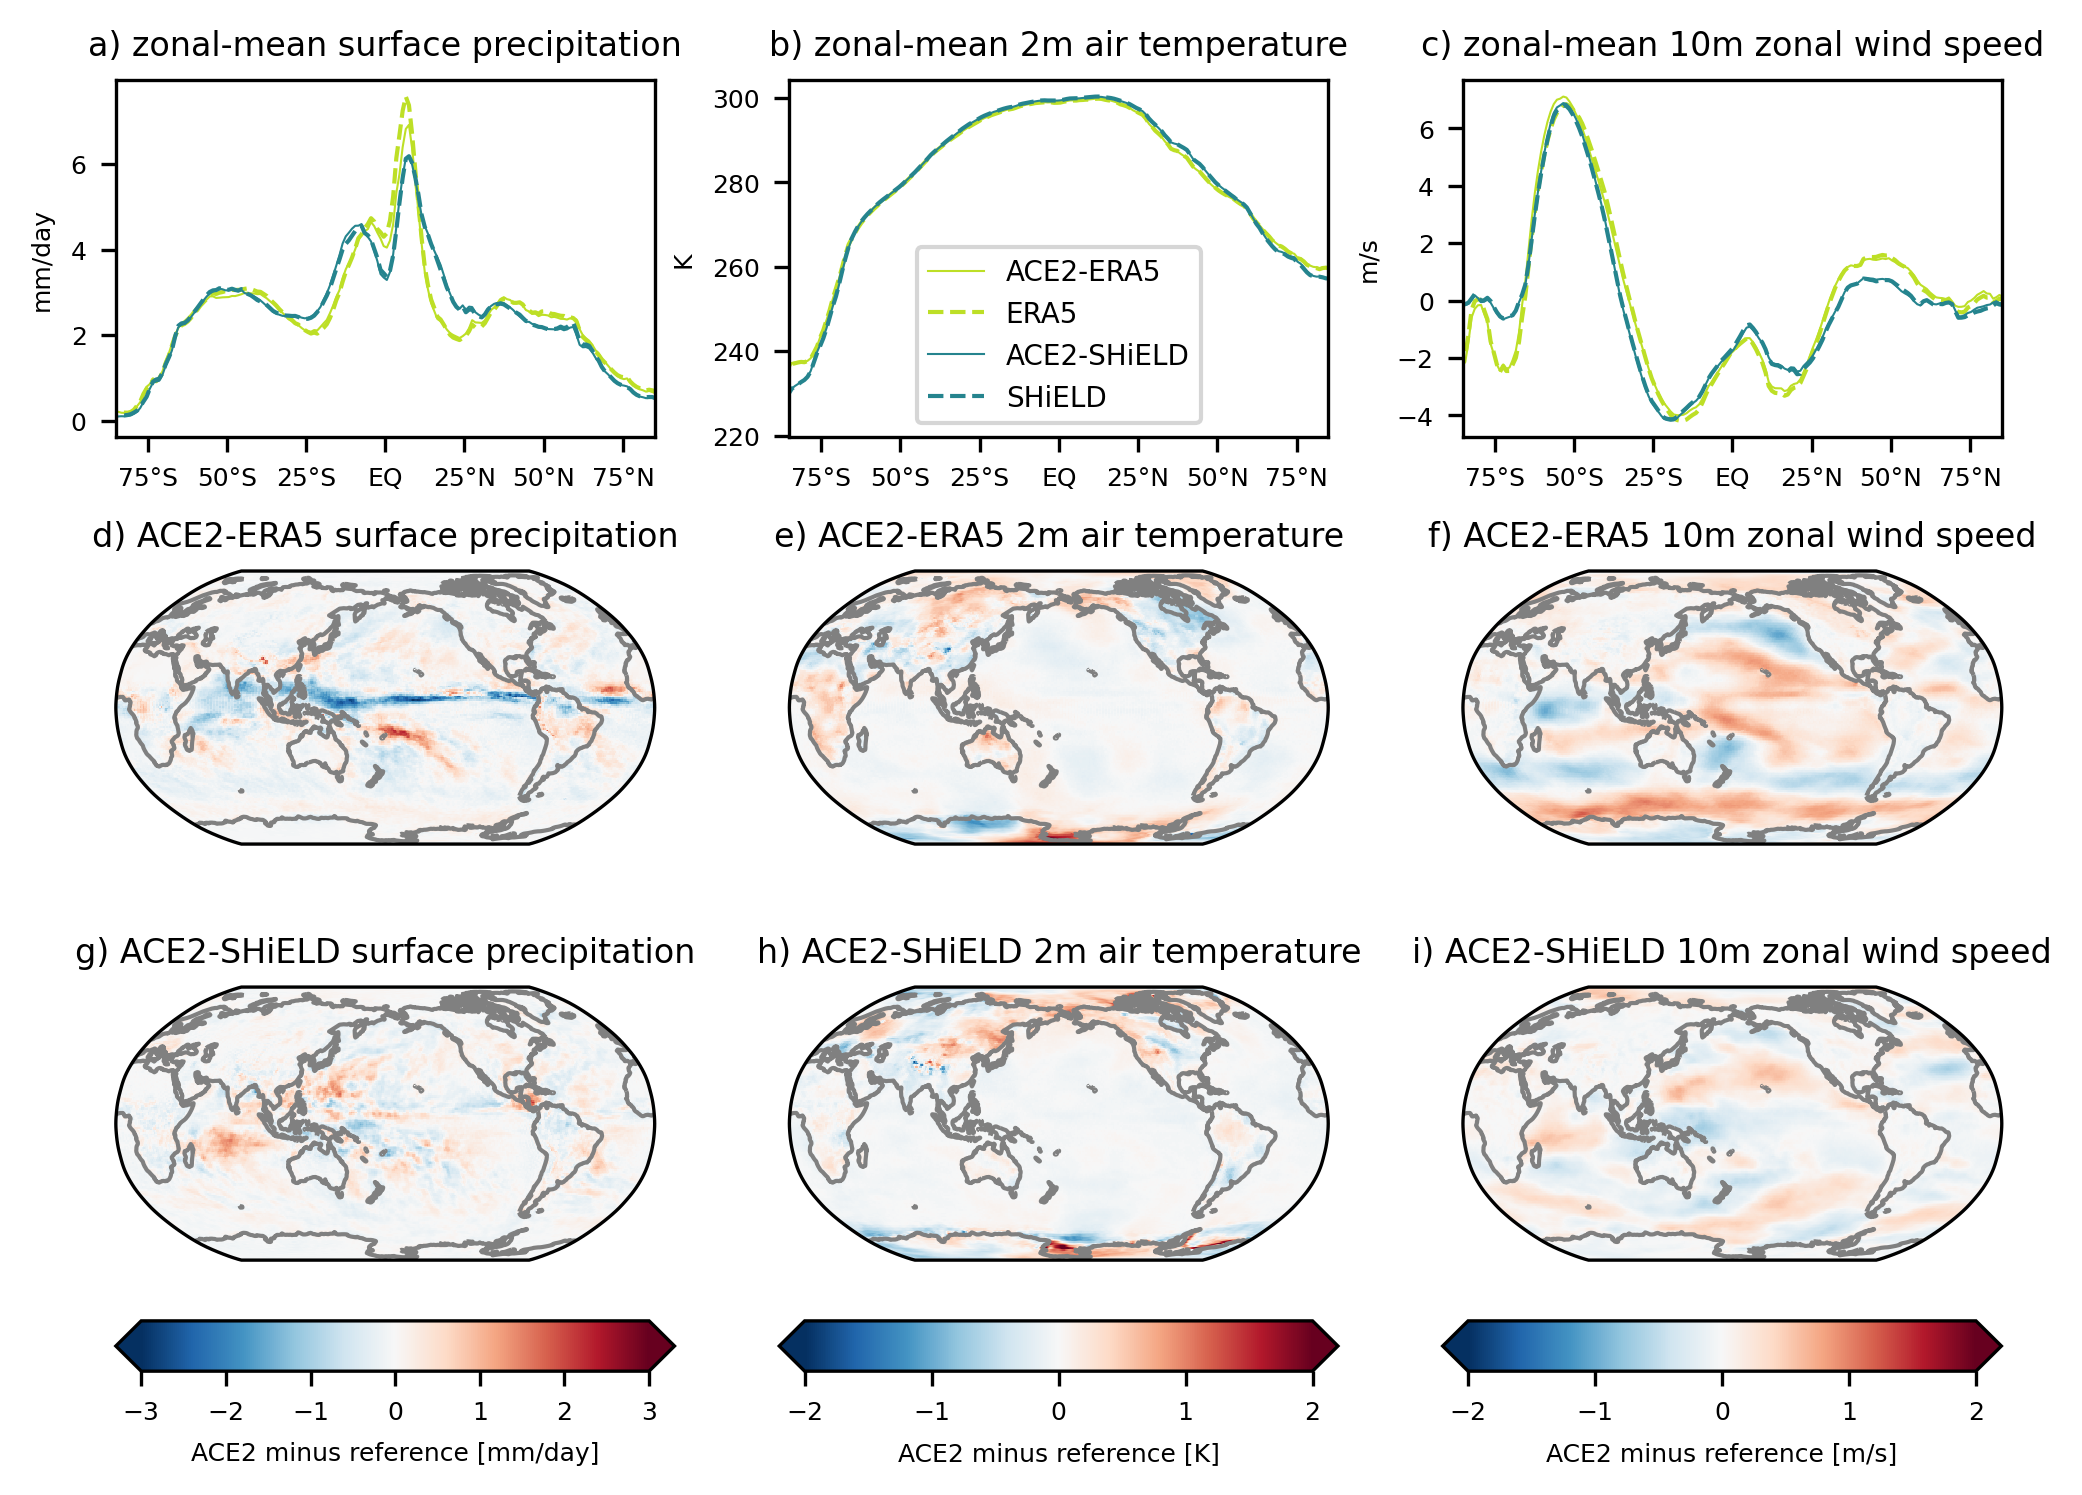 a) zonal-mean surface precipitation
b) zonal-mean 2m air temperature
c) zonal-mean 10m zonal wind speed
mm/day
6
4
2
0
75°S 50°S 25°S EQ 25°N 50°N 75°N
K
300
280
260
240
220
ACE2-ERA5
ERA5
ACE2-SHiELD
SHiELD
75°S 50°S 25°S EQ 25°N 50°N 75°N
m/s
6
4
2
0
−2
−4
75°S 50°S 25°S EQ 25°N 50°N 75°N
d) ACE2-ERA5 surface precipitation
e) ACE2-ERA5 2m air temperature
f) ACE2-ERA5 10m zonal wind speed
g) ACE2-SHiELD surface precipitation
h) ACE2-SHiELD 2m air temperature
i) ACE2-SHiELD 10m zonal wind speed
−3 −2 −1 0 1 2 3
ACE2 minus reference [mm/day]
−2 −1 0 1 2
ACE2 minus reference [K]
−2 −1 0 1 2
ACE2 minus reference [m/s]